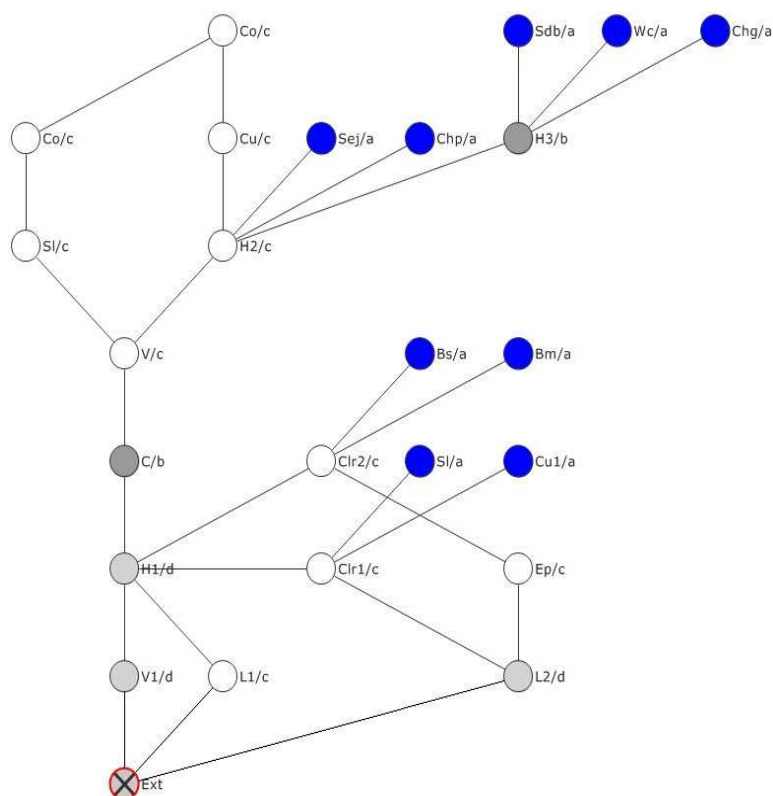 Co/c
Sdb/a
Wc/a
Chg/a
Co/c
Cu/c
Sej/a
Chp/a
H3/b
Sl/c
H2/c
V/c
Bs/a
Bm/a
C/b
Clr2/c
Sl/a
Cu1/a
H1/d
Clr1/c
Ep/c
V1/d
L1/c
L2/d
Ext